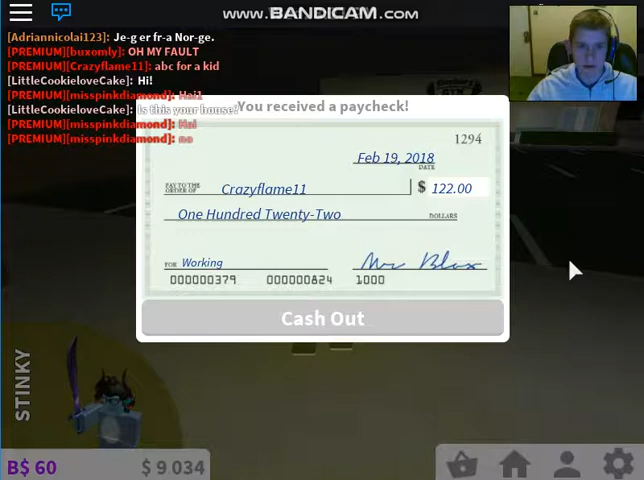 www.BANDICAM.com
[Adriannicolai123]: Je-g er fr-a Nor-ge.
[PREMIUM][buxomly]: OH MY FAULT
[PREMIUM][Crazyflame11]: abc for a kid
[LittleCookieloveCake]: Hi!
[PREMIUM][misspinkdiamond]: Hai1
[LittleCookieloveCake]: Is this your house?
[PREMIUM][misspinkdiamond]: Hai
[PREMIUM][misspinkdiamond]: no
You received a paycheck!
1294
Feb 19, 2018
DATE
PAY TO THE
ORDER OF Crazyflame11 $ 122.00
One Hundred Twenty-Two DOLLARS
FOR Working Mr Blox
000000379 000000824 1000
Cash Out
STINKY
B$ 60 $ 9 034